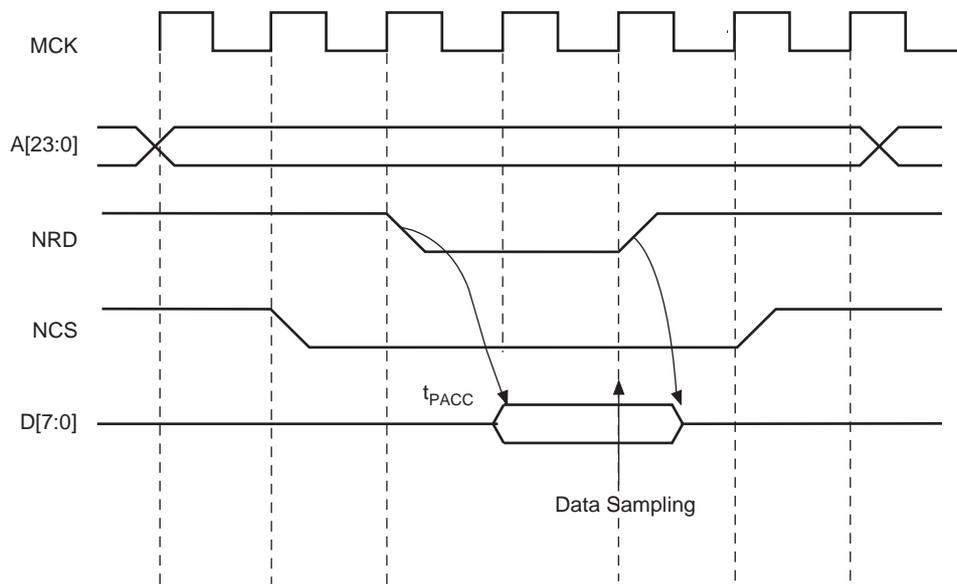 MCK
A[23:0]
NRD
NCS
tPACC
D[7:0]
Data Sampling